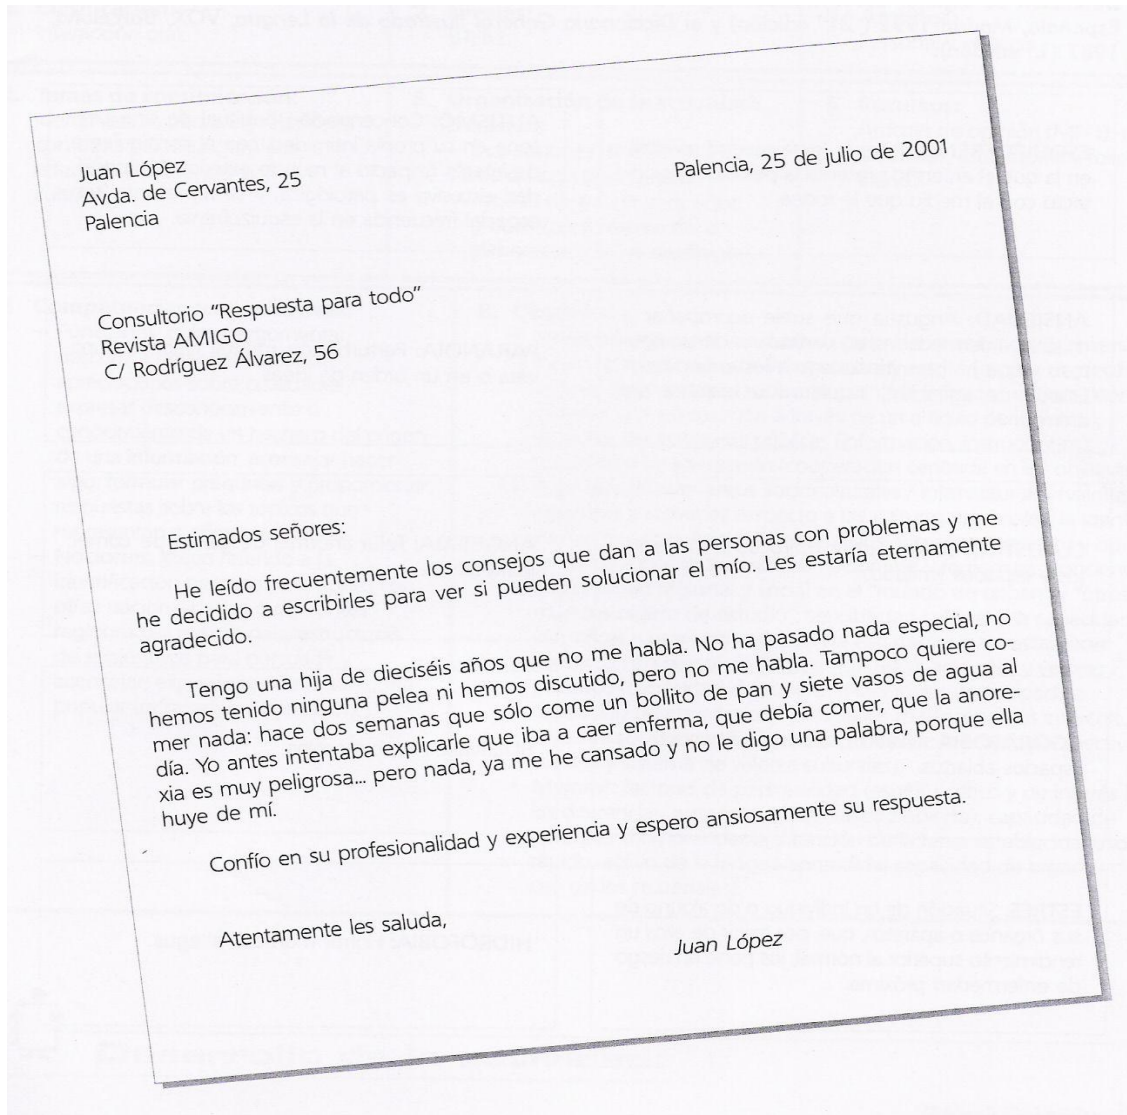 Juan López
Avda. de Cervantes, 25
Palencia
Palencia, 25 de julio de 2001
Consultorio “Respuesta para todo”
Revista AMIGO
C/ Rodríguez Álvarez, 56
Estimados señores:
He leído frecuentemente los consejos que dan a las personas con problemas y me
he decidido a escribirles para ver si pueden solucionar el mío. Les estaría eternamente
agradecido.
Tengo una hija de dieciséis años que no me habla. No ha pasado nada especial, no
hemos tenido ninguna pelea ni hemos discutido, pero no me habla. Tampoco quiere co-
mer nada: hace dos semanas que sólo come un bollito de pan y siete vasos de agua al
día. Yo antes intentaba explicarle que iba a caer enferma, que debía comer, que la anore-
xia es muy peligrosa... pero nada, ya me he cansado y no le digo una palabra, porque ella
huye de mí.
Confío en su profesionalidad y experiencia y espero ansiosamente su respuesta.
Atentamente les saluda,
Juan López